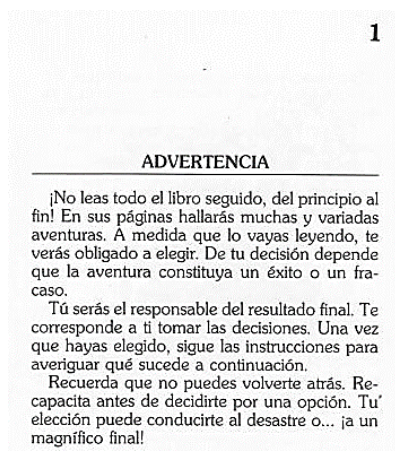 1
ADVERTENCIA
¡No leas todo el libro seguido, del principio al
fin! En sus páginas hallarás muchas y variadas
aventuras. A medida que lo vayas leyendo, te
verás obligado a elegir. De tu decisión depende
que la aventura constituya un éxito o un fra-
caso.
Tú serás el responsable del resultado final. Te
corresponde a ti tomar las decisiones. Una vez
que hayas elegido, sigue las instrucciones para
averiguar qué sucede a continuación.
Recuerda que no puedes volverte atrás. Re-
capacita antes de decidirte por una opción. Tu
elección puede conducirte al desastre o... ¡a un
magnífico final!